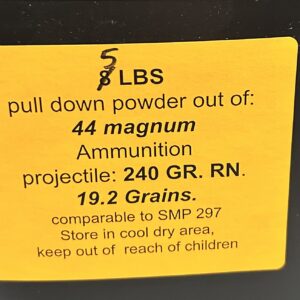 5
8 LBS
pull down powder out of:
44 magnum
Ammunition
projectile: 240 GR. RN.
19.2 Grains.
comparable to SMP 297
Store in cool dry area,
keep out of reach of children